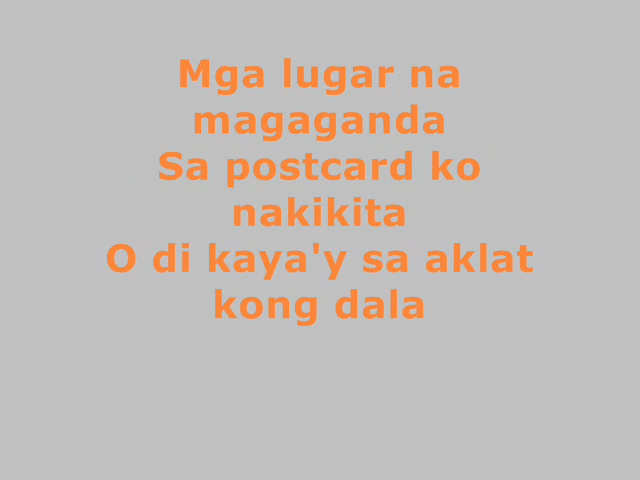 Mga lugar na
magaganda
Sa postcard ko
nakikita
O di kaya'y sa aklat
kong dala